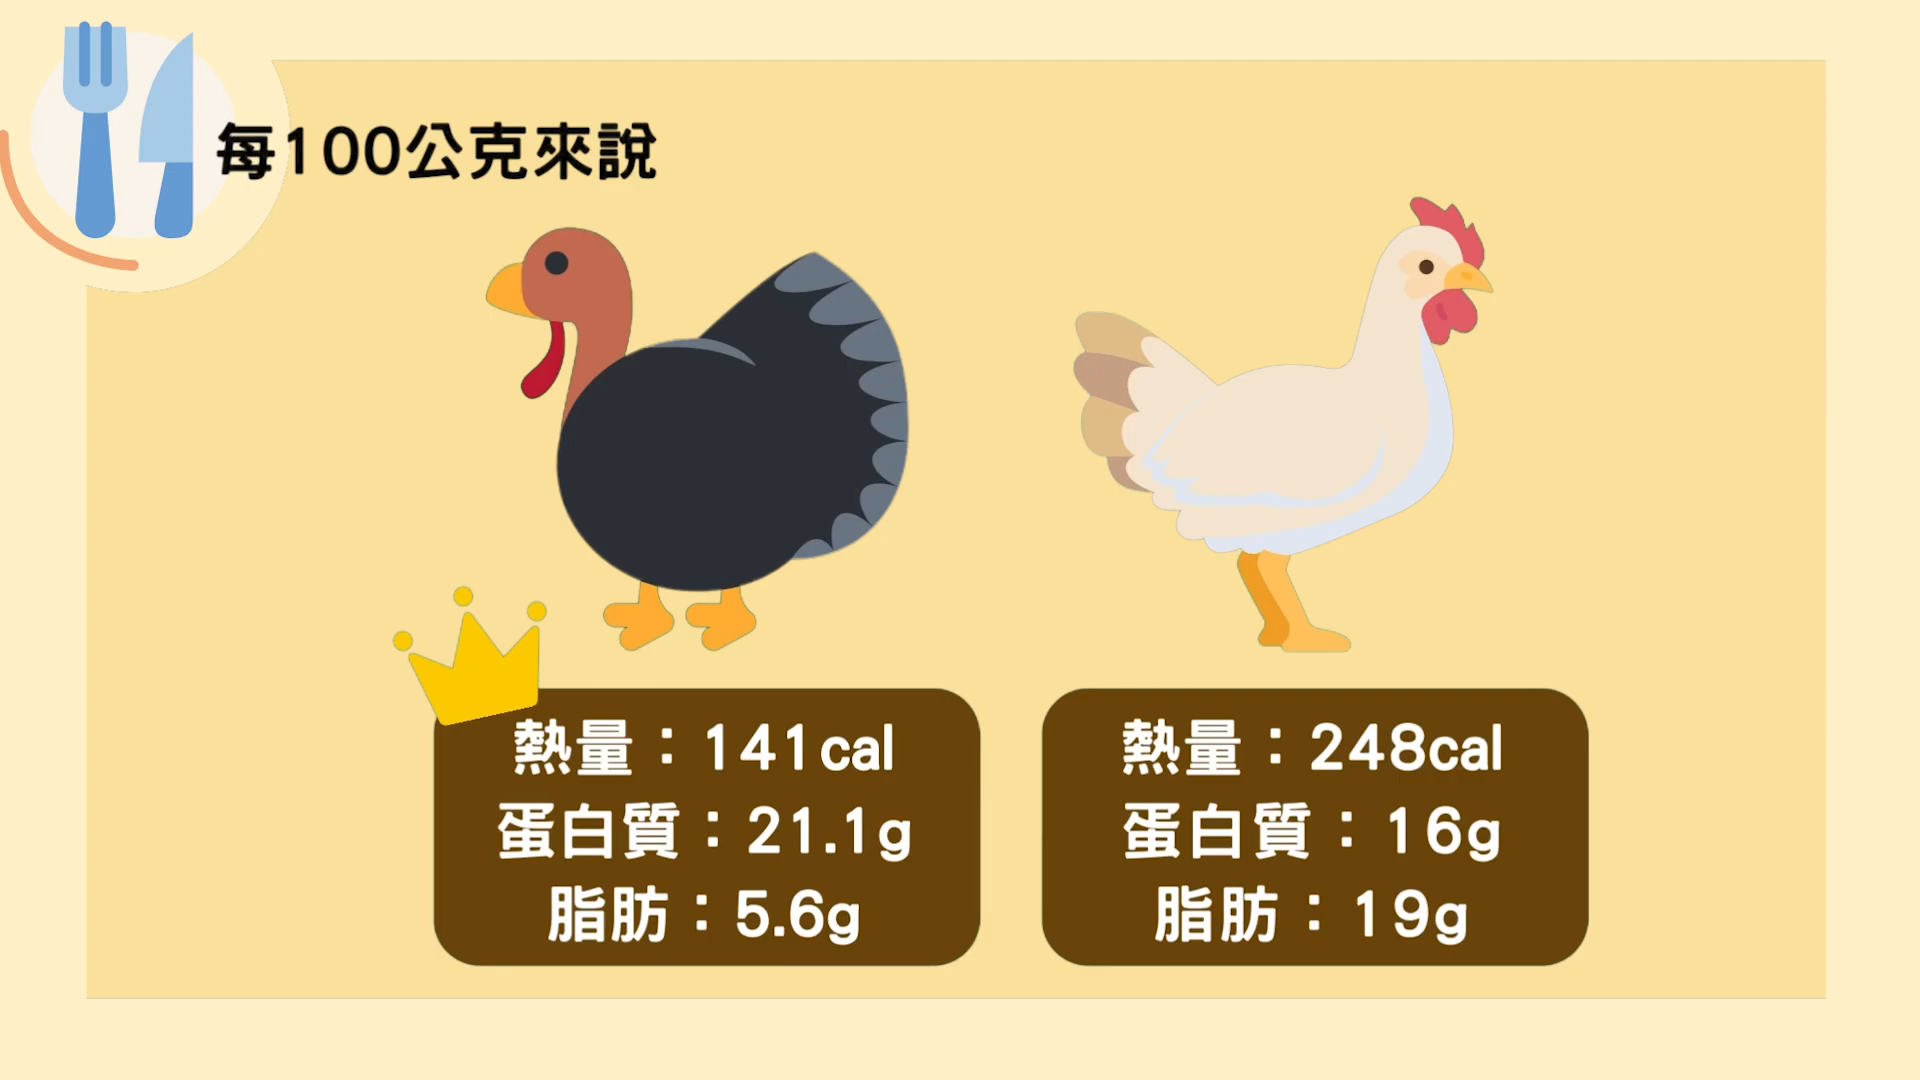 每100公克來說
熱量：141cal
蛋白質：21.1g
脂肪：5.6g
熱量：248cal
蛋白質：16g
脂肪：19g